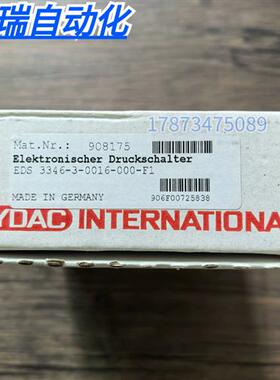 瑞自动化
17873475089
Mat.Nr.: 908175
Elektronischer Druckschalter
EDS 3346-3-0016-000-F1
MADE IN GERMANY
906F00725838
YDAC INTERNATIONA